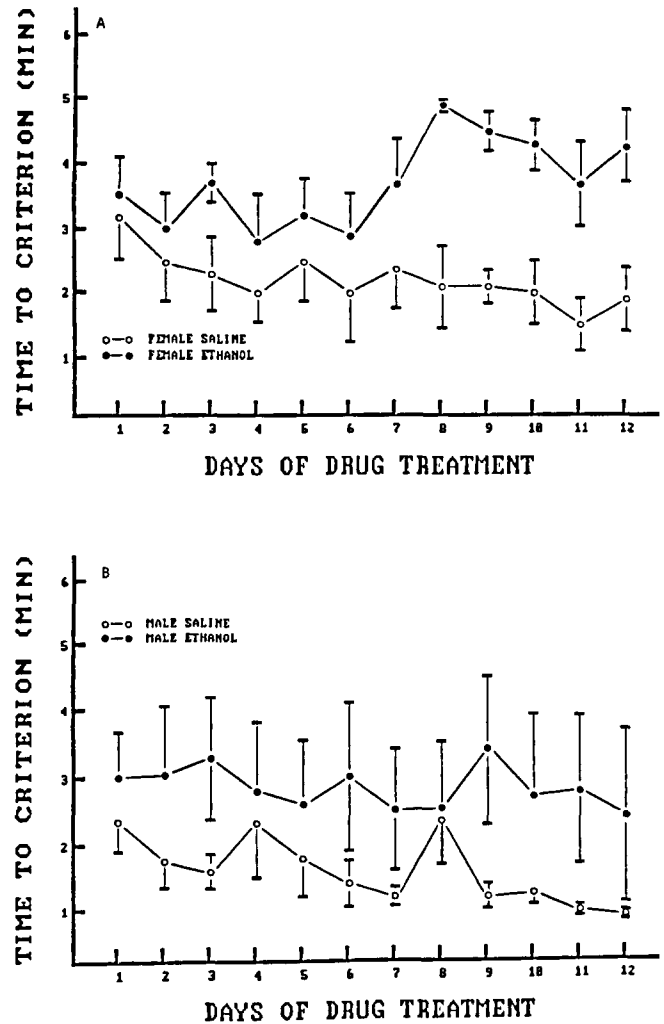 A
TIME TO CRITERION (MIN)
6
5
4
3
2
1
o—o FEMALE SALINE
●—● FEMALE ETHANOL
1 2 3 4 5 6 7 8 9 10 11 12
DAYS OF DRUG TREATMENT
B
TIME TO CRITERION (MIN)
6
5
4
3
2
1
o—o MALE SALINE
●—● MALE ETHANOL
1 2 3 4 5 6 7 8 9 10 11 12
DAYS OF DRUG TREATMENT